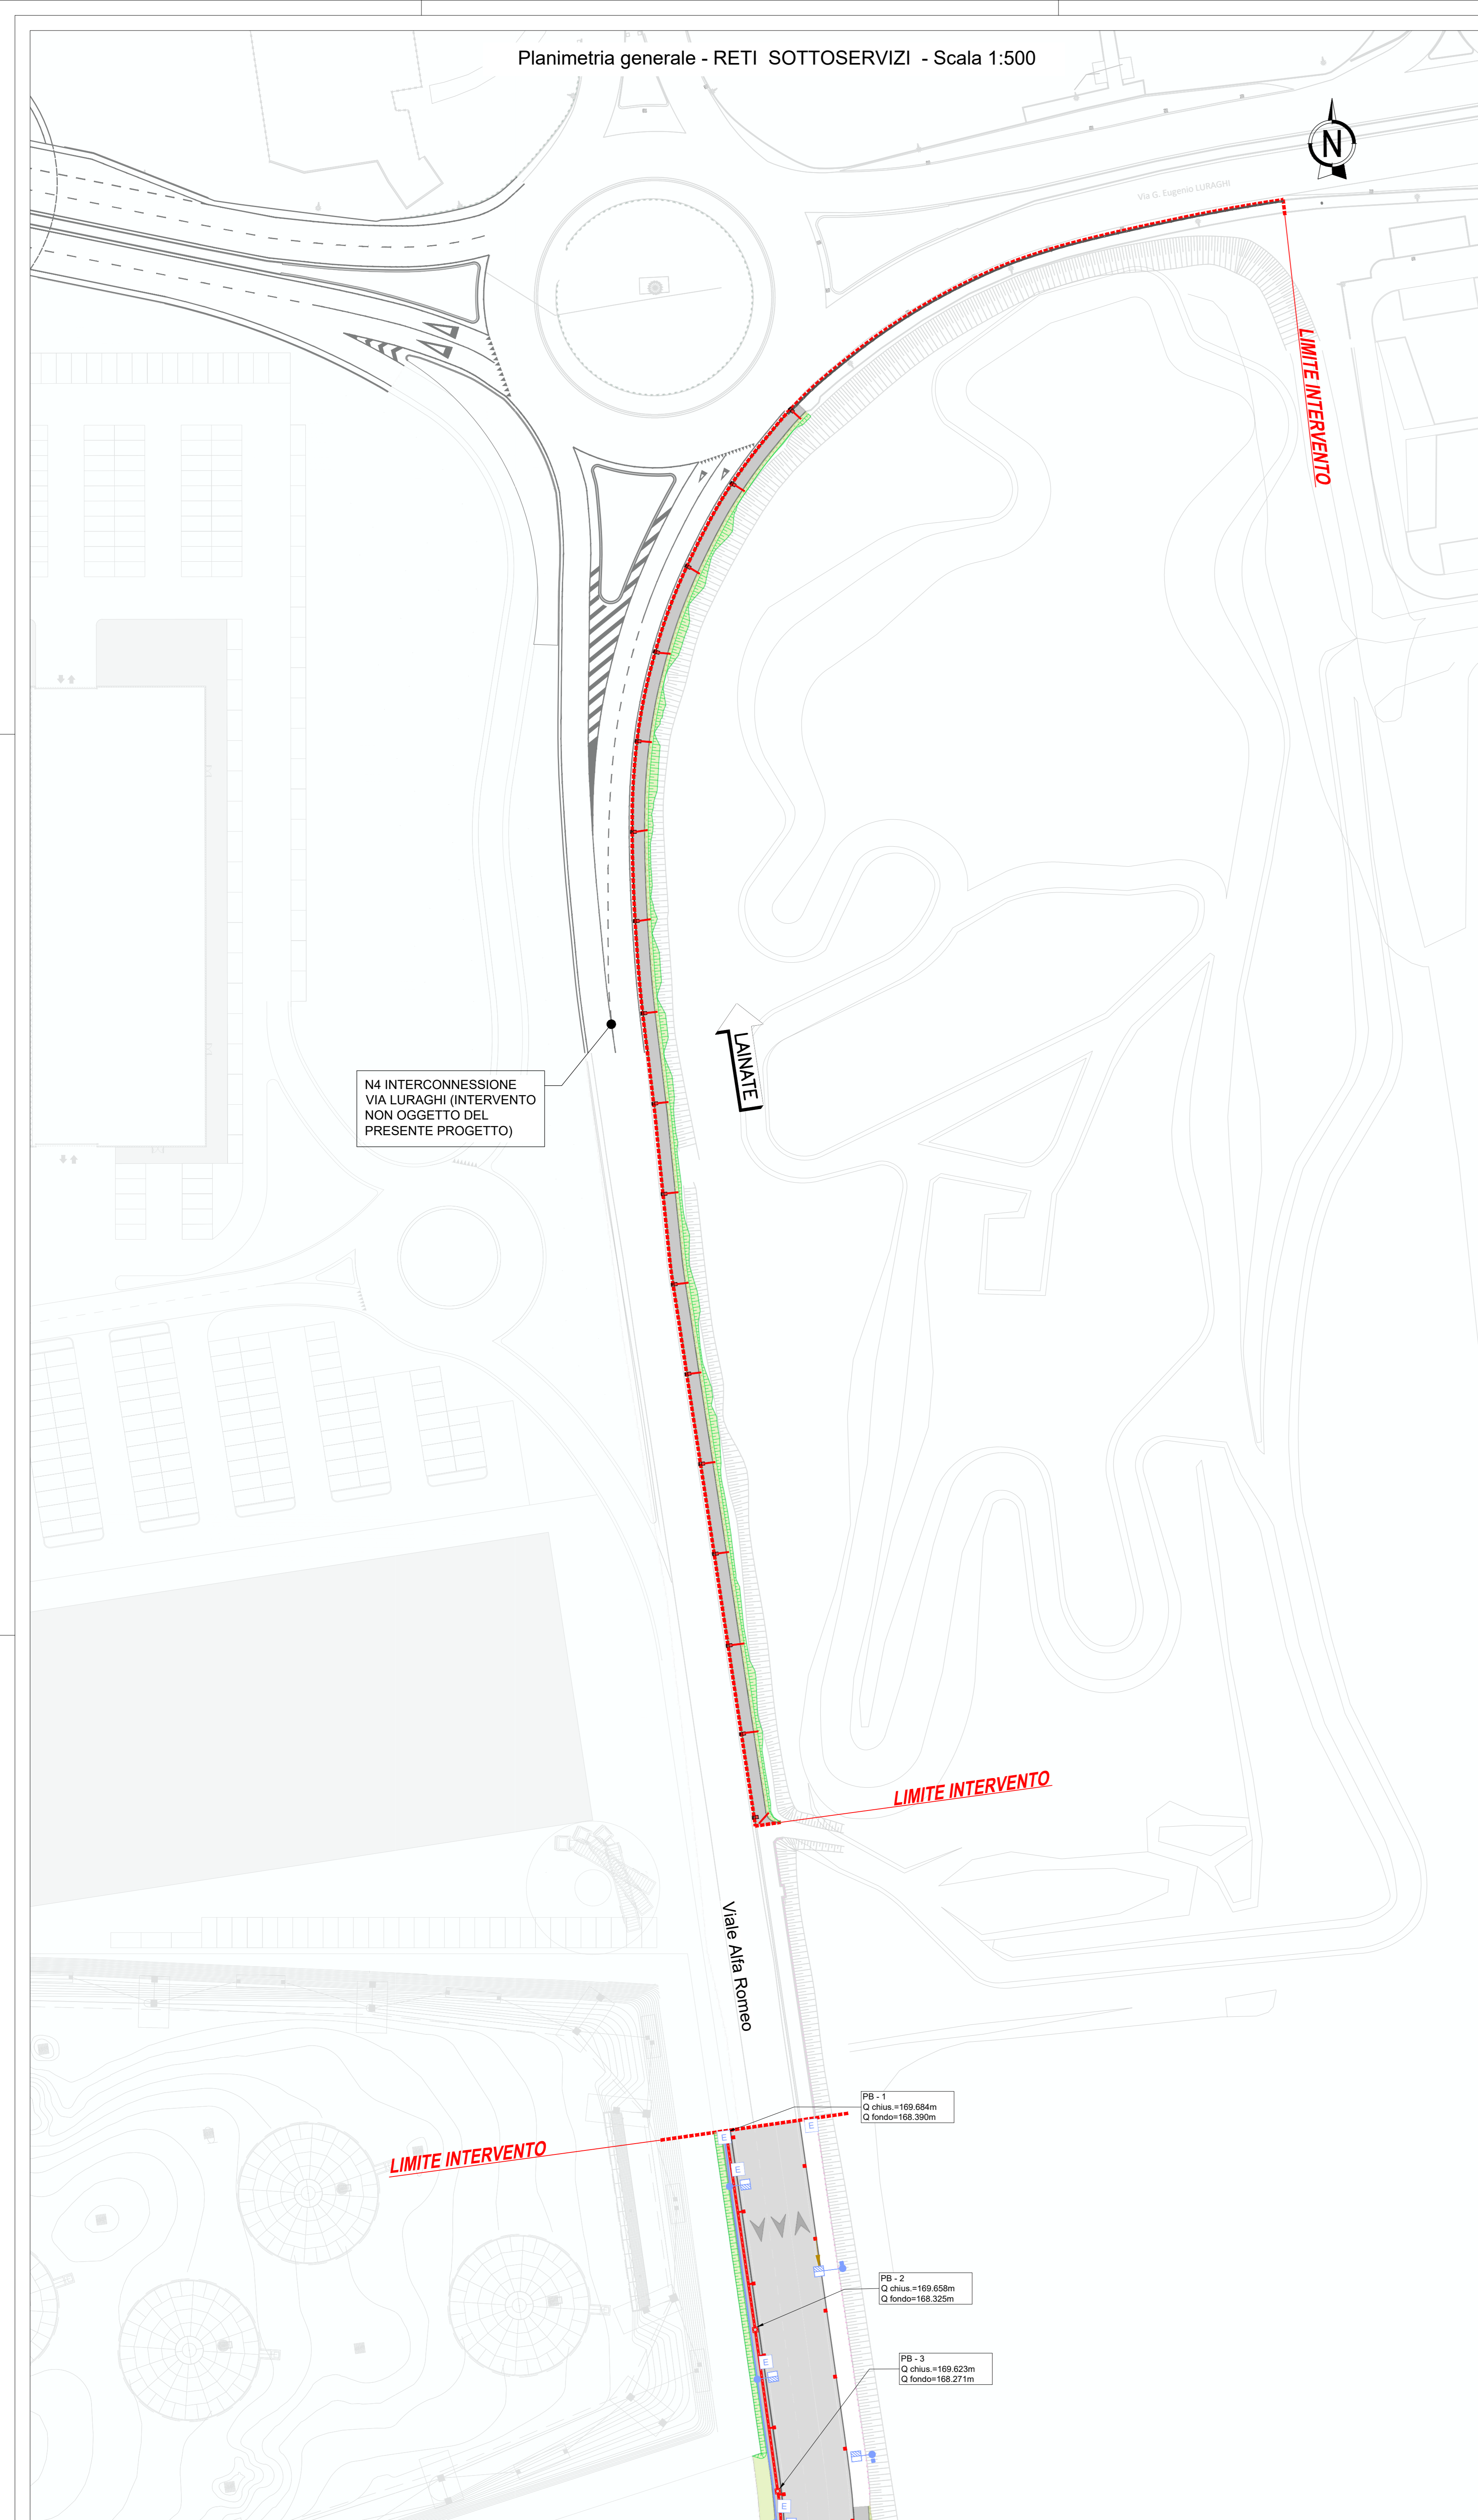 Planimetria generale - RETI SOTTOSERVIZI - Scala 1:500
N
Via G. Eugenio LURAGHI
LIMITE INTERVENTO
LAINATE
N4 INTERCONNESSIONE
VIA LURAGHI (INTERVENTO
NON OGGETTO DEL
PRESENTE PROGETTO)
LIMITE INTERVENTO
Viale Alfa Romeo
PB - 1
Q chius.=169.684m
Q fondo=168.390m
LIMITE INTERVENTO
E
E
E
PB - 2
Q chius.=169.658m
Q fondo=168.325m
E
PB - 3
Q chius.=169.623m
Q fondo=168.271m
E